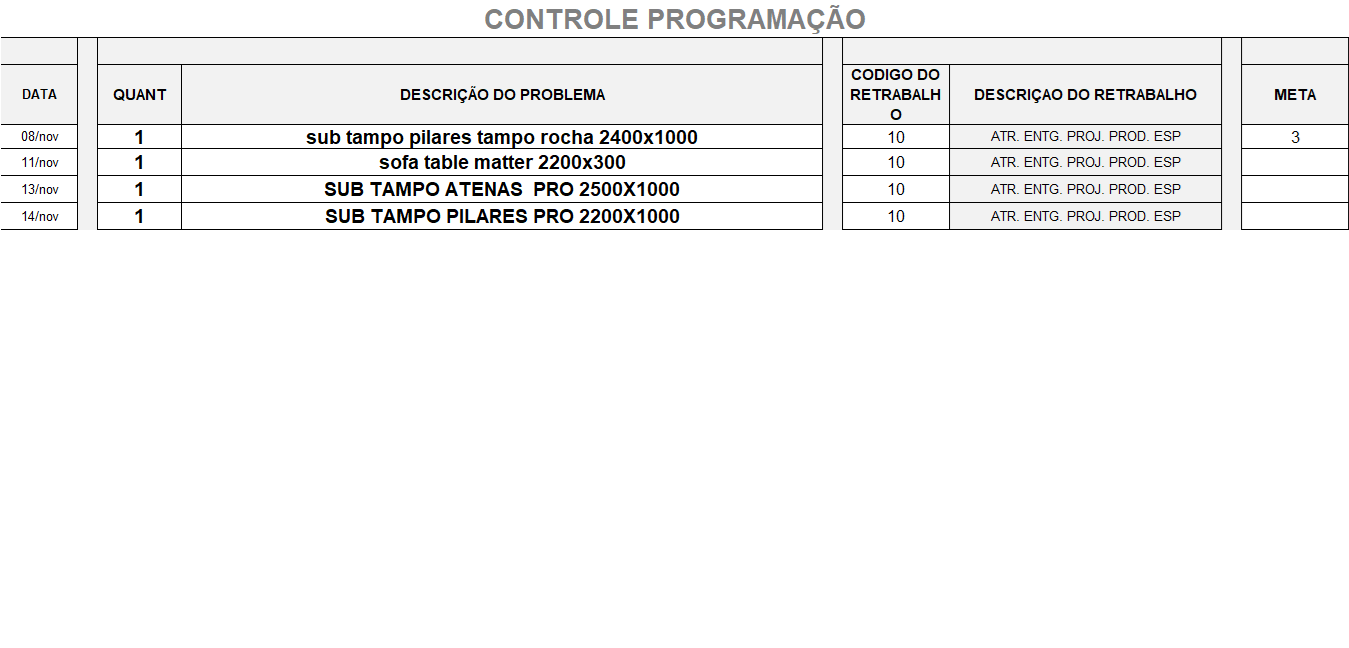 CONTROLE PROGRAMAÇÃO
DATA QUANT DESCRIÇÃO DO PROBLEMA CODIGO DO RETRABALHO DESCRIÇAO DO RETRABALHO META
08/nov 1 sub tampo pilares tampo rocha 2400x1000 10 ATR. ENTG. PROJ. PROD. ESP 3
11/nov 1 sofa table matter 2200x300 10 ATR. ENTG. PROJ. PROD. ESP
13/nov 1 SUB TAMPO ATENAS  PRO 2500X1000 10 ATR. ENTG. PROJ. PROD. ESP
14/nov 1 SUB TAMPO PILARES PRO 2200X1000 10 ATR. ENTG. PROJ. PROD. ESP